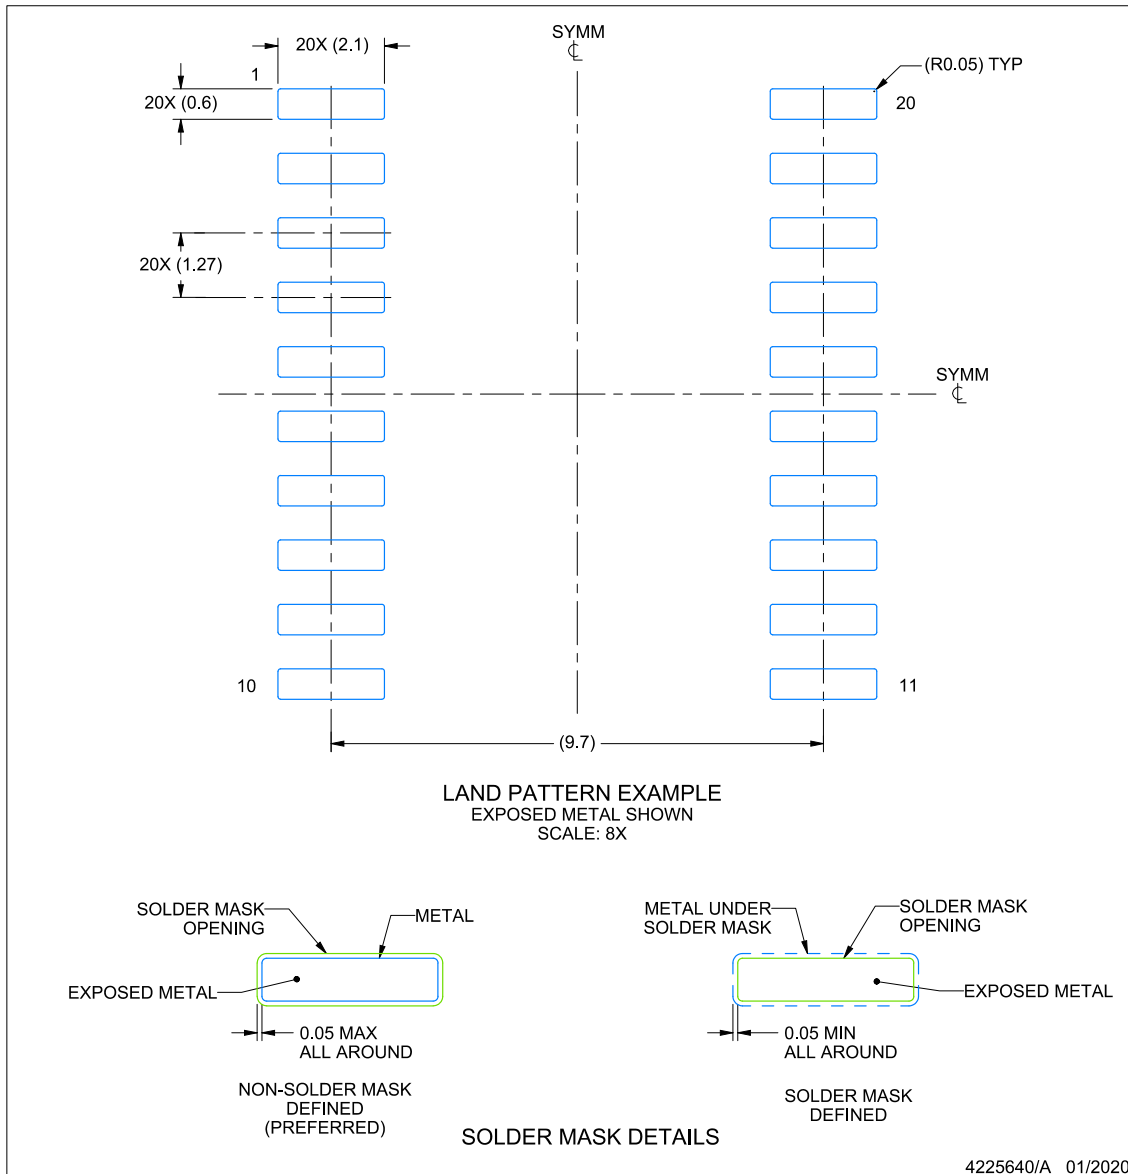 SYMM
℄
20X (2.1)
1
(R0.05) TYP
20X (0.6)
20
20X (1.27)
SYMM
℄
10
11
(9.7)
LAND PATTERN EXAMPLE
EXPOSED METAL SHOWN
SCALE: 8X
SOLDER MASK
OPENING
METAL
EXPOSED METAL
0.05 MAX
ALL AROUND
NON-SOLDER MASK
DEFINED
(PREFERRED)
METAL UNDER
SOLDER MASK
SOLDER MASK
OPENING
EXPOSED METAL
0.05 MIN
ALL AROUND
SOLDER MASK
DEFINED
SOLDER MASK DETAILS
4225640/A 01/2020